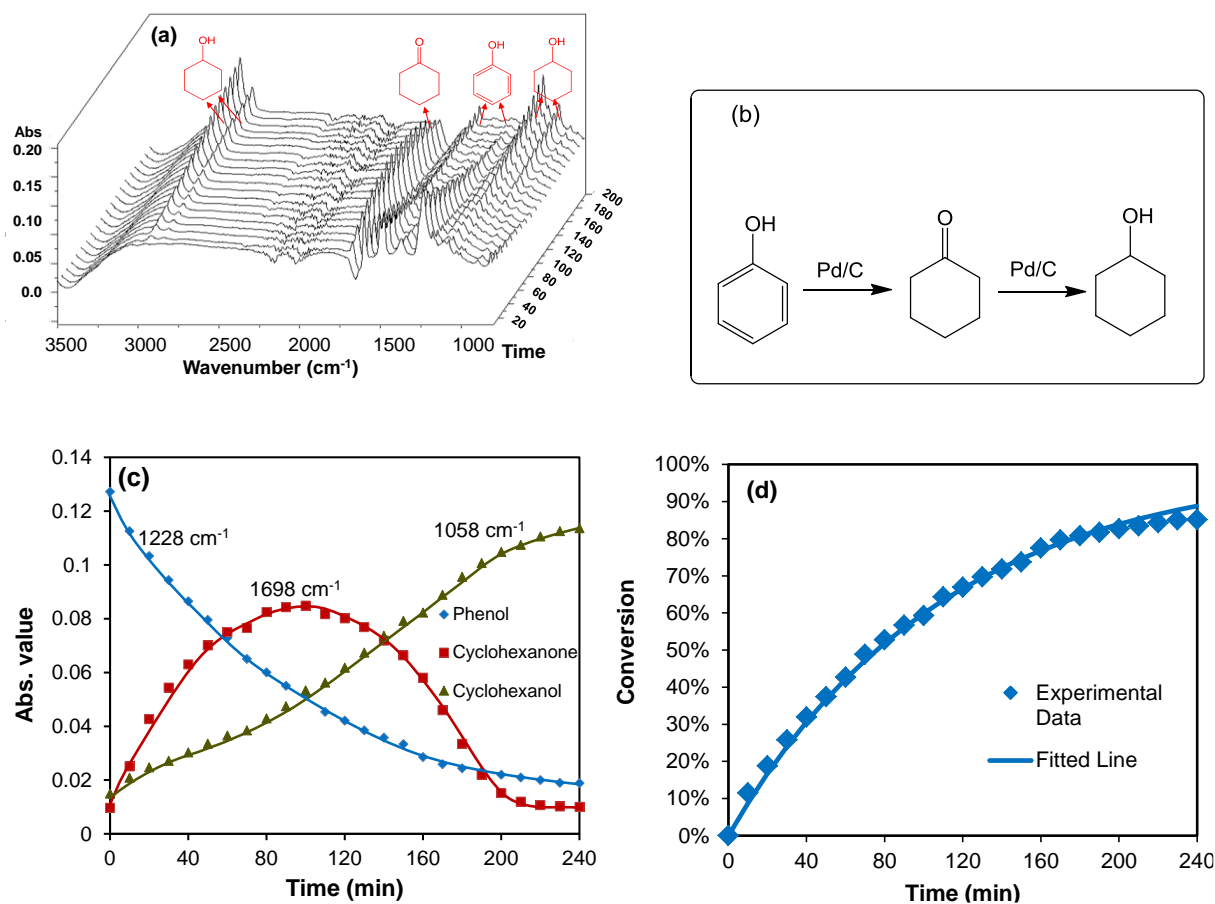 (a)
OH
O
OH
OH
Abs
0.20
0.15
0.10
0.05
0.0
200
180
160
140
120
100
80
60
40
20
3500 3000 2500 2000 1500 1000 Time
Wavenumber (cm⁻¹)
(b)
OH
O
OH
Pd/C
Pd/C
(c)
0.14
0.12
0.1
0.08
0.06
0.04
0.02
0
Abs. value
1228 cm⁻¹
1698 cm⁻¹
1058 cm⁻¹
Phenol
Cyclohexanone
Cyclohexanol
0 40 80 120 160 200 240
Time (min)
(d)
100%
90%
80%
70%
60%
50%
40%
30%
20%
10%
0%
Conversion
Experimental
Data
Fitted Line
0 40 80 120 160 200 240
Time (min)